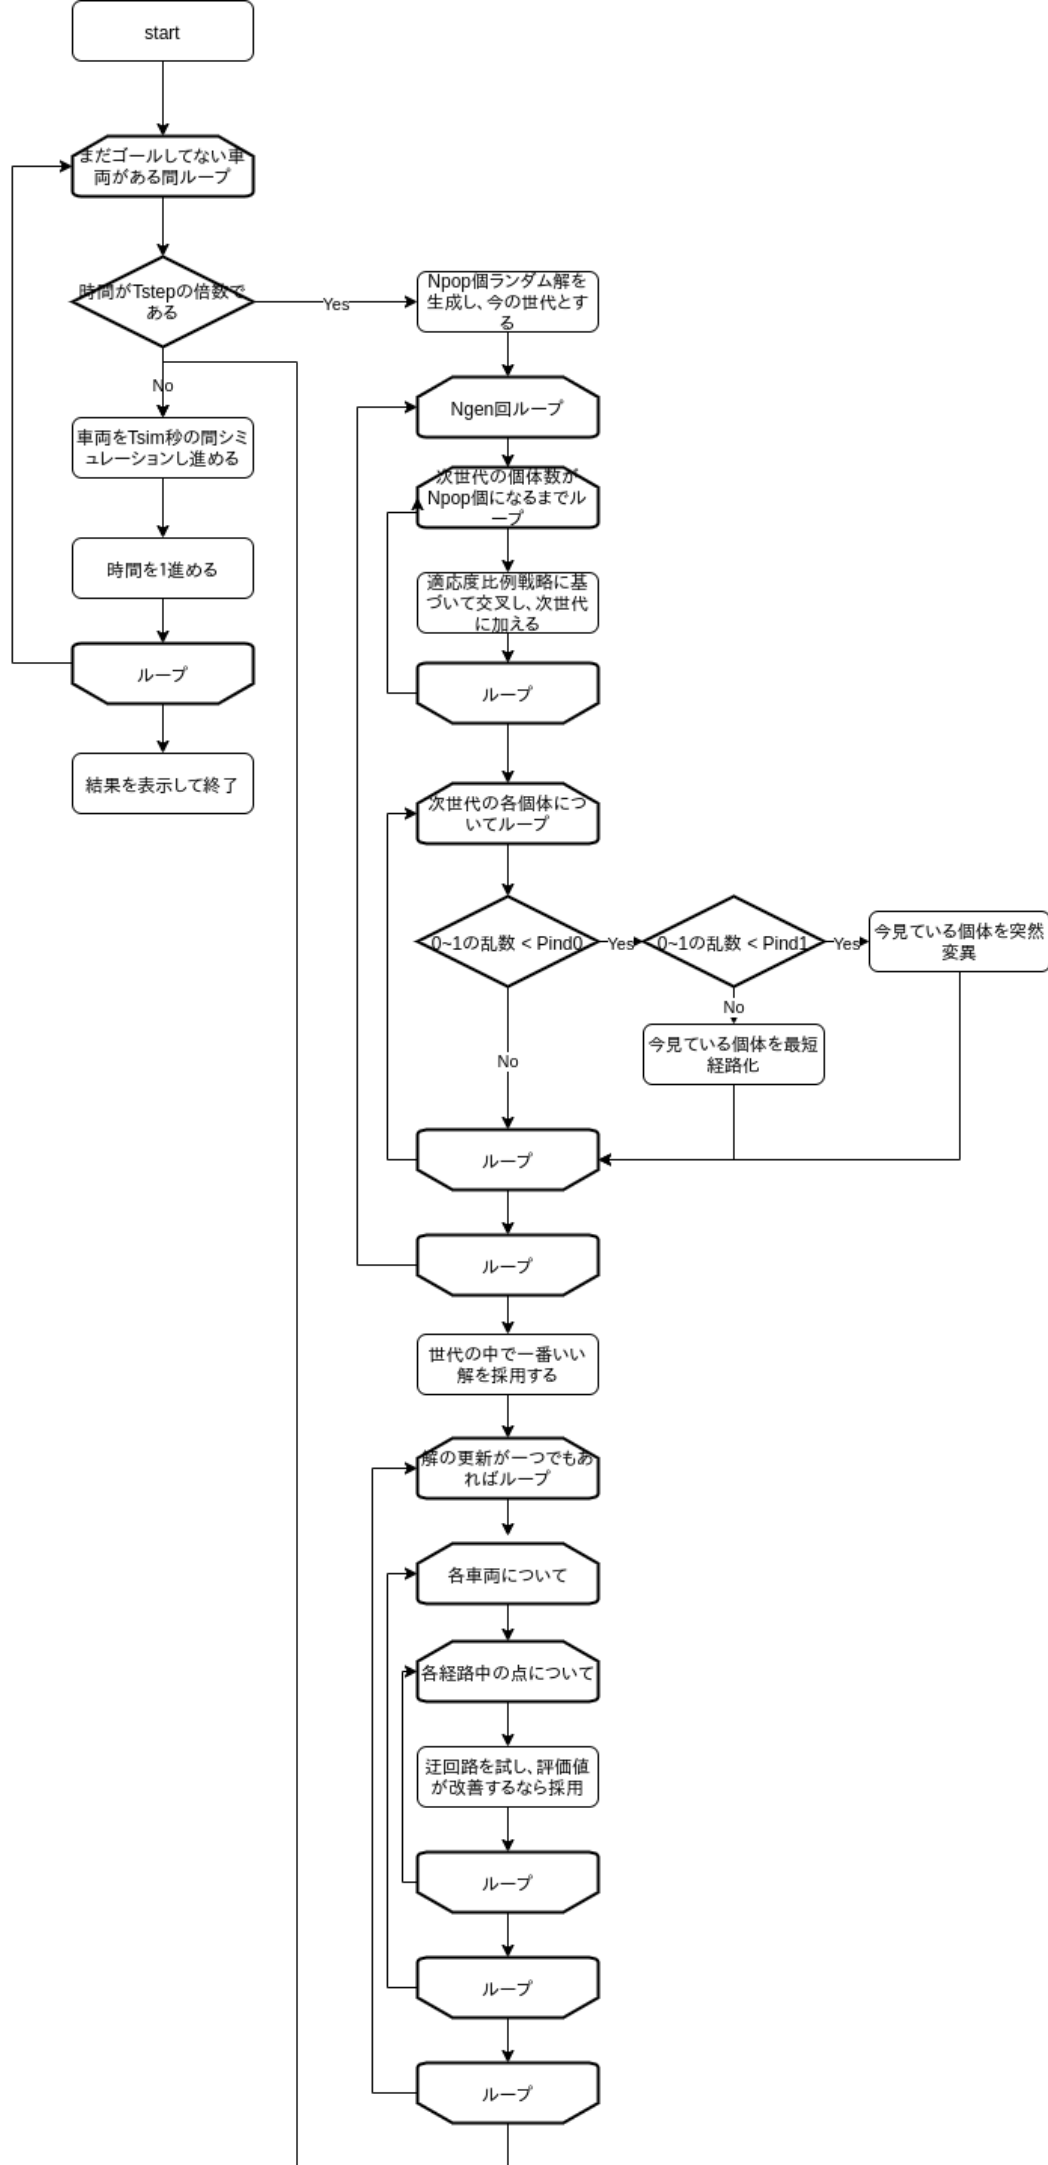 start
まだゴールしてない車
両がある間ループ
時間がTstepの倍数で
ある
Yes
No
車両をTsim秒の間シミ
ュレーションし進める
時間を1進める
ループ
結果を表示して終了
Npop個ランダム解を
生成し、今の世代とす
る
Ngen回ループ
次世代の個体数が
Npop個になるまでル
ープ
適応度比例戦略に基
づいて交叉し、次世代
に加える
ループ
次世代の各個体につ
いてループ
0~1の乱数 < Pind0
Yes
0~1の乱数 < Pind1
Yes
今見ている個体を突然
変異
No
今見ている個体を最短
経路化
No
ループ
ループ
世代の中で一番いい
解を採用する
解の更新が一つでもあ
ればループ
各車両について
各経路中の点について
迂回路を試し、評価値
が改善するなら採用
ループ
ループ
ループ